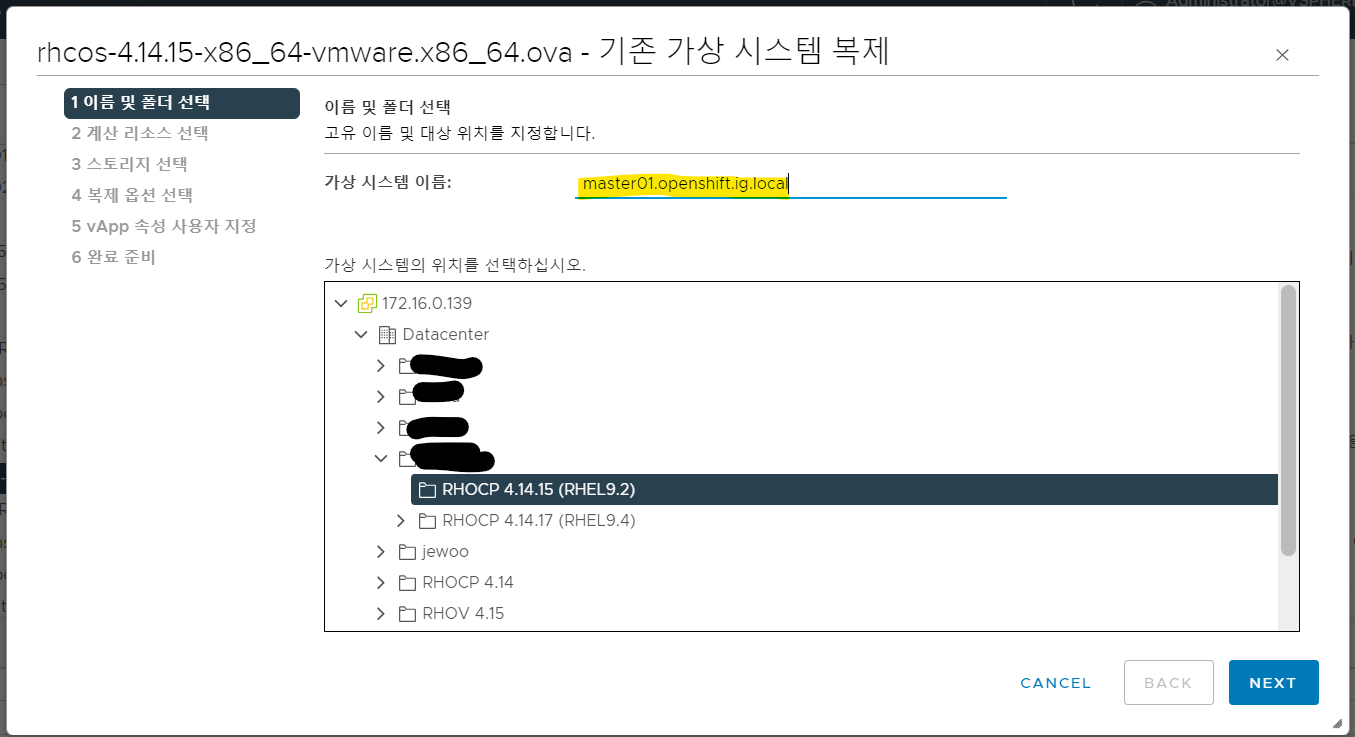 Administrator@VSPHERE
rhcos-4.14.15-x86_64-vmware.x86_64.ova - 기존 가상 시스템 복제
1 이름 및 폴더 선택
2 계산 리소스 선택
3 스토리지 선택
4 복제 옵션 선택
5 vApp 속성 사용자 지정
6 완료 준비
이름 및 폴더 선택
고유 이름 및 대상 위치를 지정합니다.
가상 시스템 이름:
master01.openshift.ig.local
가상 시스템의 위치를 선택하십시오.
172.16.0.139
Datacenter
RHOCP 4.14.15 (RHEL9.2)
RHOCP 4.14.17 (RHEL9.4)
jewoo
RHOCP 4.14
RHOV 4.15
CANCEL
BACK
NEXT